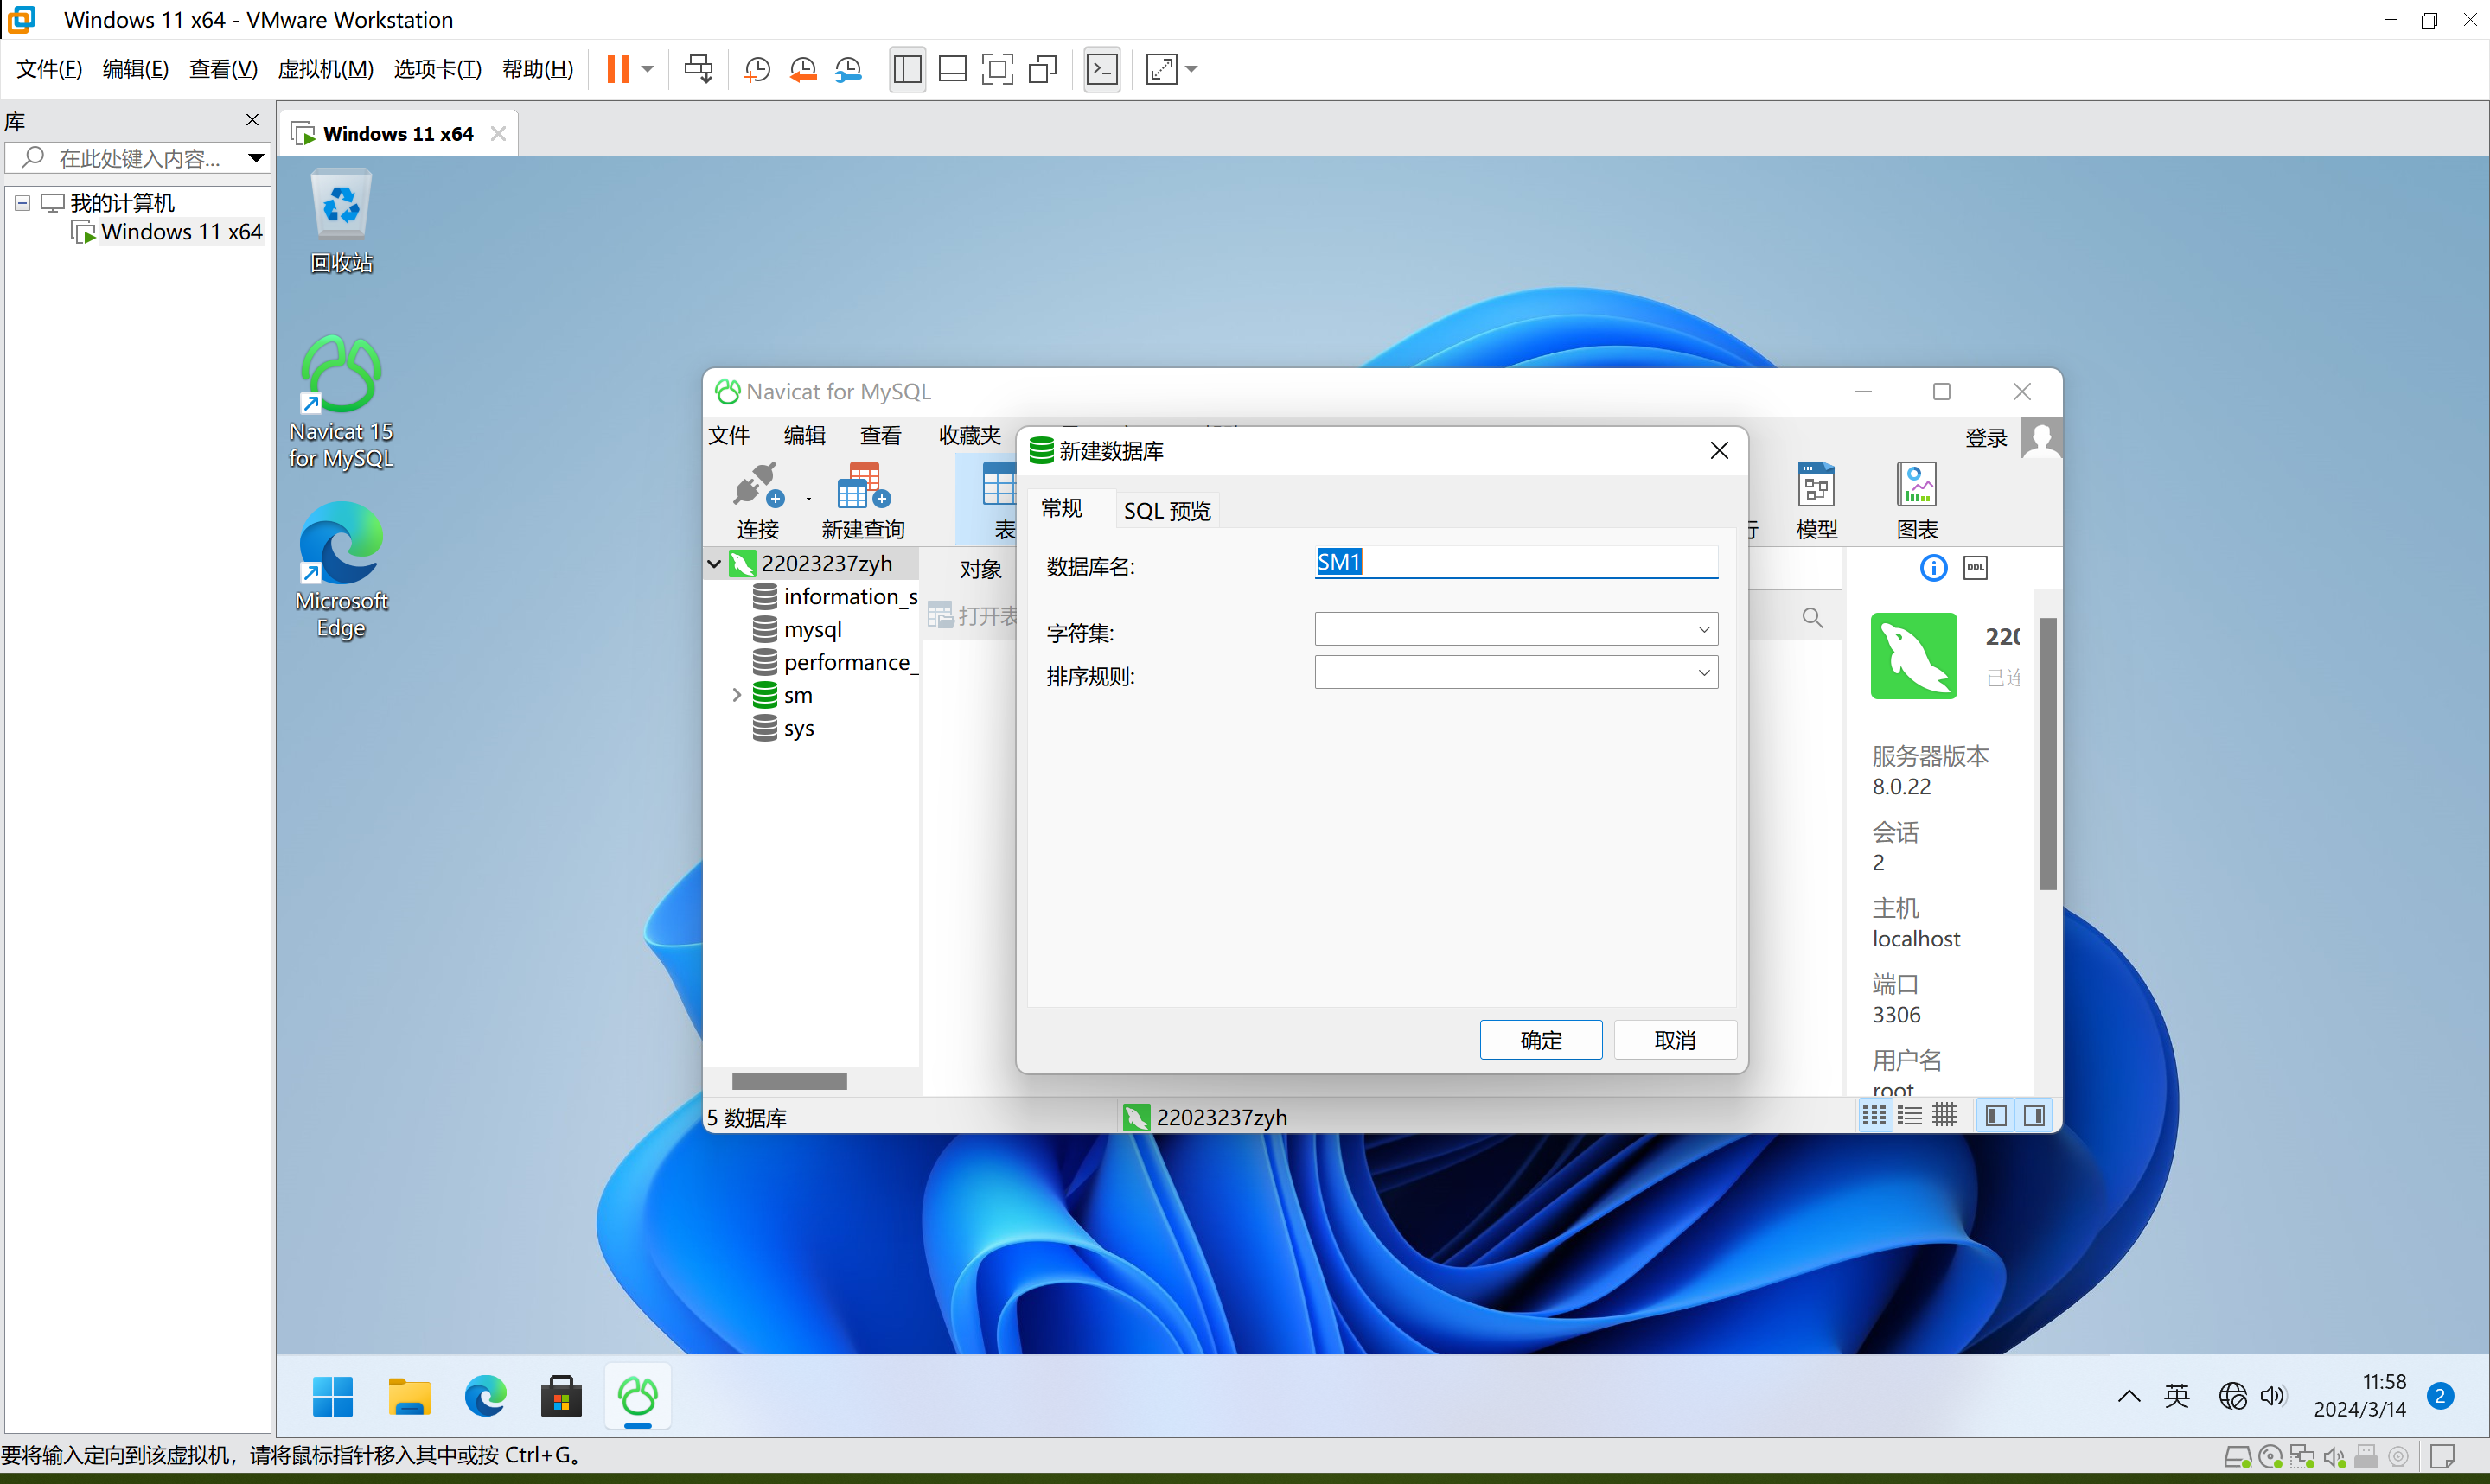 Windows 11 x64 - VMware Workstation
文件(F) 编辑(E) 查看(V) 虚拟机(M) 选项卡(T) 帮助(H)
库
在此处键入内容...
我的计算机
Windows 11 x64
Windows 11 x64
回收站
Navicat 15
for MySQL
Microsoft
Edge
Navicat for MySQL
文件 编辑 查看 收藏夹
登录
连接 新建查询 表 模型 图表
22023237zyh
information_s
mysql
performance_
sm
sys
对象
打开表
新建数据库
常规 SQL 预览
数据库名: SM1
字符集:
排序规则:
确定 取消
DDL
220
已连
服务器版本
8.0.22
会话
2
主机
localhost
端口
3306
用户名
root
5 数据库 22023237zyh
英
11:58
2024/3/14
2
要将输入定向到该虚拟机，请将鼠标指针移入其中或按 Ctrl+G。